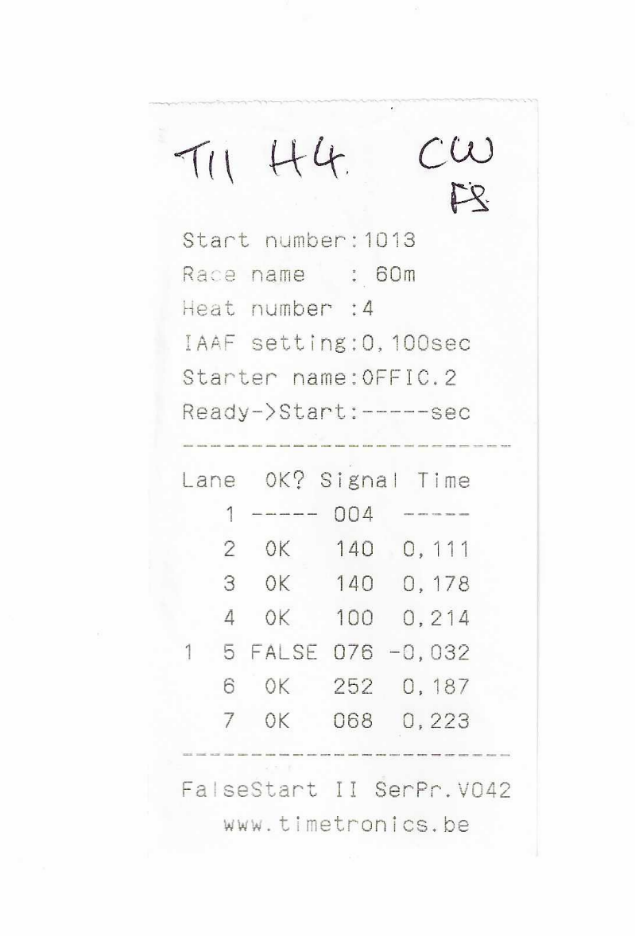 T11 H4. CW
FS.
Start number:1013
Race name   : 60m
Heat number :4
IAAF setting:0,100sec
Starter name:OFFIC.2
Ready->Start:-----sec
------------------------
Lane  OK? Signal Time
1 ----- 004 -----
2 OK 140 0,111
3 OK 140 0,178
4 OK 100 0,214
1 5 FALSE 076 -0,032
6 OK 252 0,187
7 OK 068 0,223
------------------------
FalseStart II SerPr.V042
www.timetronics.be